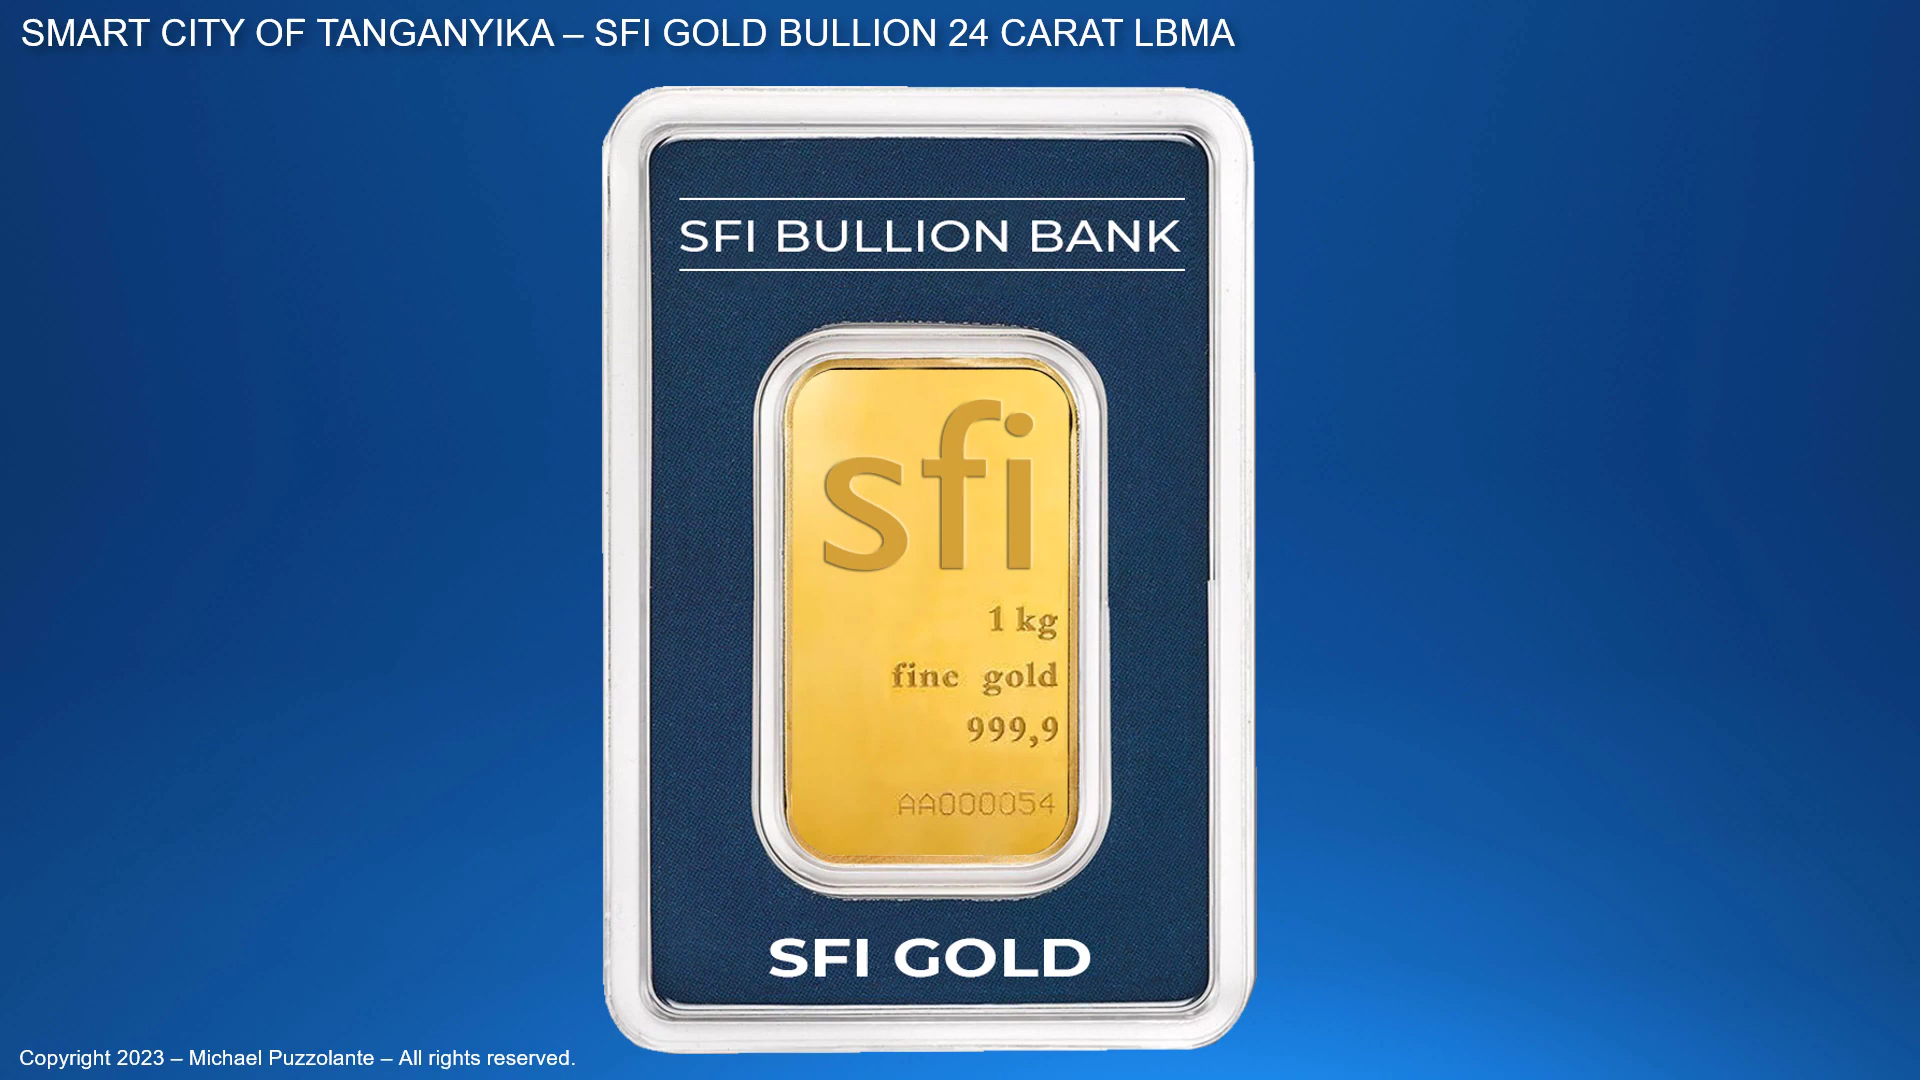 SMART CITY OF TANGANYIKA – SFI GOLD BULLION 24 CARAT LBMA
SFI BULLION BANK
sfi
1 kg
fine gold
999,9
AA000054
SFI GOLD
Copyright 2023 – Michael Puzzolante – All rights reserved.